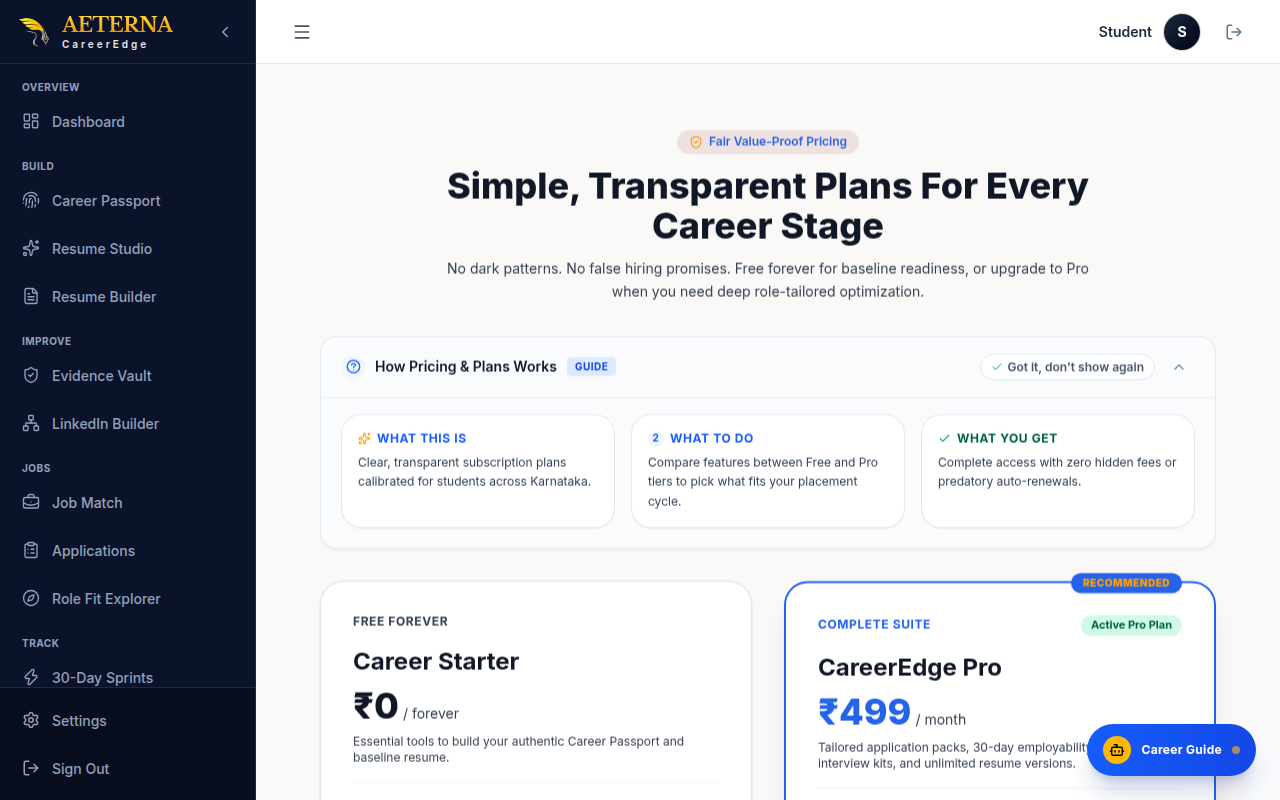 AETERNA
CareerEdge
OVERVIEW
Dashboard
BUILD
Career Passport
Resume Studio
Resume Builder
IMPROVE
Evidence Vault
LinkedIn Builder
JOBS
Job Match
Applications
Role Fit Explorer
TRACK
30-Day Sprints
Settings
Sign Out
Student
S
Fair Value-Proof Pricing
Simple, Transparent Plans For Every
Career Stage
No dark patterns. No false hiring promises. Free forever for baseline readiness, or upgrade to Pro
when you need deep role-tailored optimization.
How Pricing & Plans Works
GUIDE
Got it, don't show again
WHAT THIS IS
Clear, transparent subscription plans
calibrated for students across Karnataka.
2 WHAT TO DO
Compare features between Free and Pro
tiers to pick what fits your placement
cycle.
WHAT YOU GET
Complete access with zero hidden fees or
predatory auto-renewals.
FREE FOREVER
Career Starter
₹0 / forever
Essential tools to build your authentic Career Passport and
baseline resume.
RECOMMENDED
COMPLETE SUITE
Active Pro Plan
CareerEdge Pro
₹499 / month
Tailored application packs, 30-day employability
interview kits, and unlimited resume versions.
Career Guide